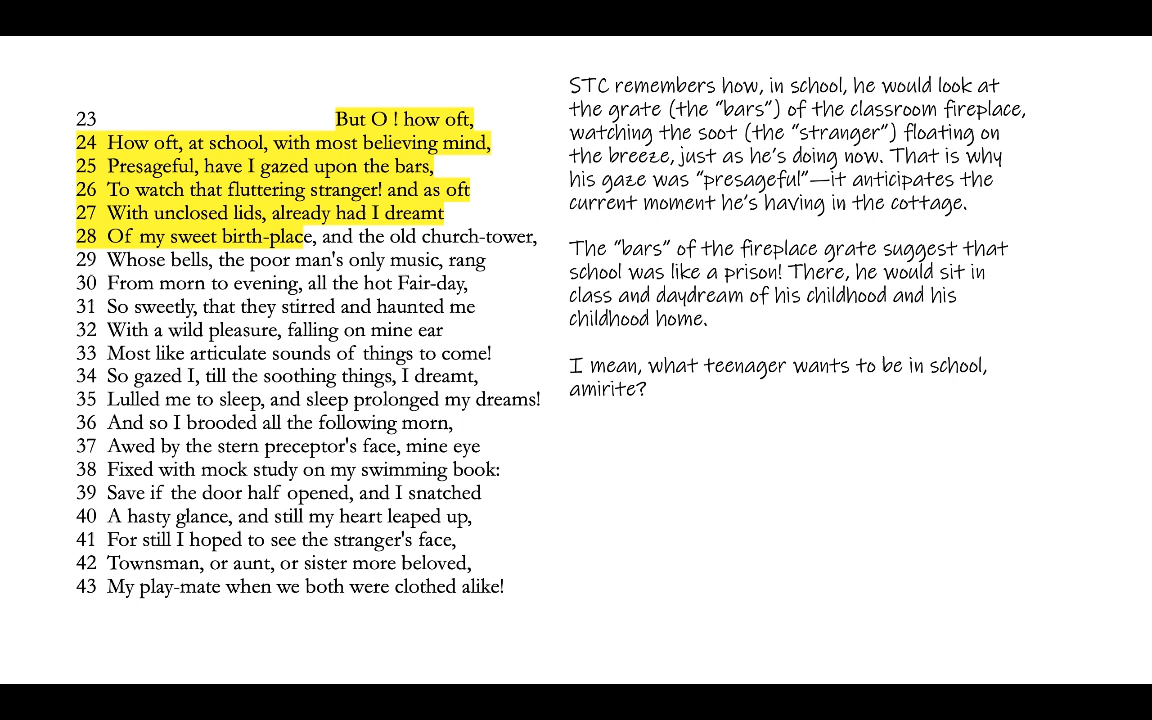 23 But O ! how oft,
24 How oft, at school, with most believing mind,
25 Presageful, have I gazed upon the bars,
26 To watch that fluttering stranger! and as oft
27 With unclosed lids, already had I dreamt
28 Of my sweet birth-place, and the old church-tower,
29 Whose bells, the poor man's only music, rang
30 From morn to evening, all the hot Fair-day,
31 So sweetly, that they stirred and haunted me
32 With a wild pleasure, falling on mine ear
33 Most like articulate sounds of things to come!
34 So gazed I, till the soothing things, I dreamt,
35 Lulled me to sleep, and sleep prolonged my dreams!
36 And so I brooded all the following morn,
37 Awed by the stern preceptor's face, mine eye
38 Fixed with mock study on my swimming book:
39 Save if the door half opened, and I snatched
40 A hasty glance, and still my heart leaped up,
41 For still I hoped to see the stranger's face,
42 Townsman, or aunt, or sister more beloved,
43 My play-mate when we both were clothed alike!
STC remembers how, in school, he would look at
the grate (the "bars") of the classroom fireplace,
watching the soot (the "stranger") floating on
the breeze, just as he's doing now. That is why
his gaze was "presageful"—it anticipates the
current moment he's having in the cottage.
The "bars" of the fireplace grate suggest that
school was like a prison! There, he would sit in
class and daydream of his childhood and his
childhood home.
I mean, what teenager wants to be in school,
amirite?